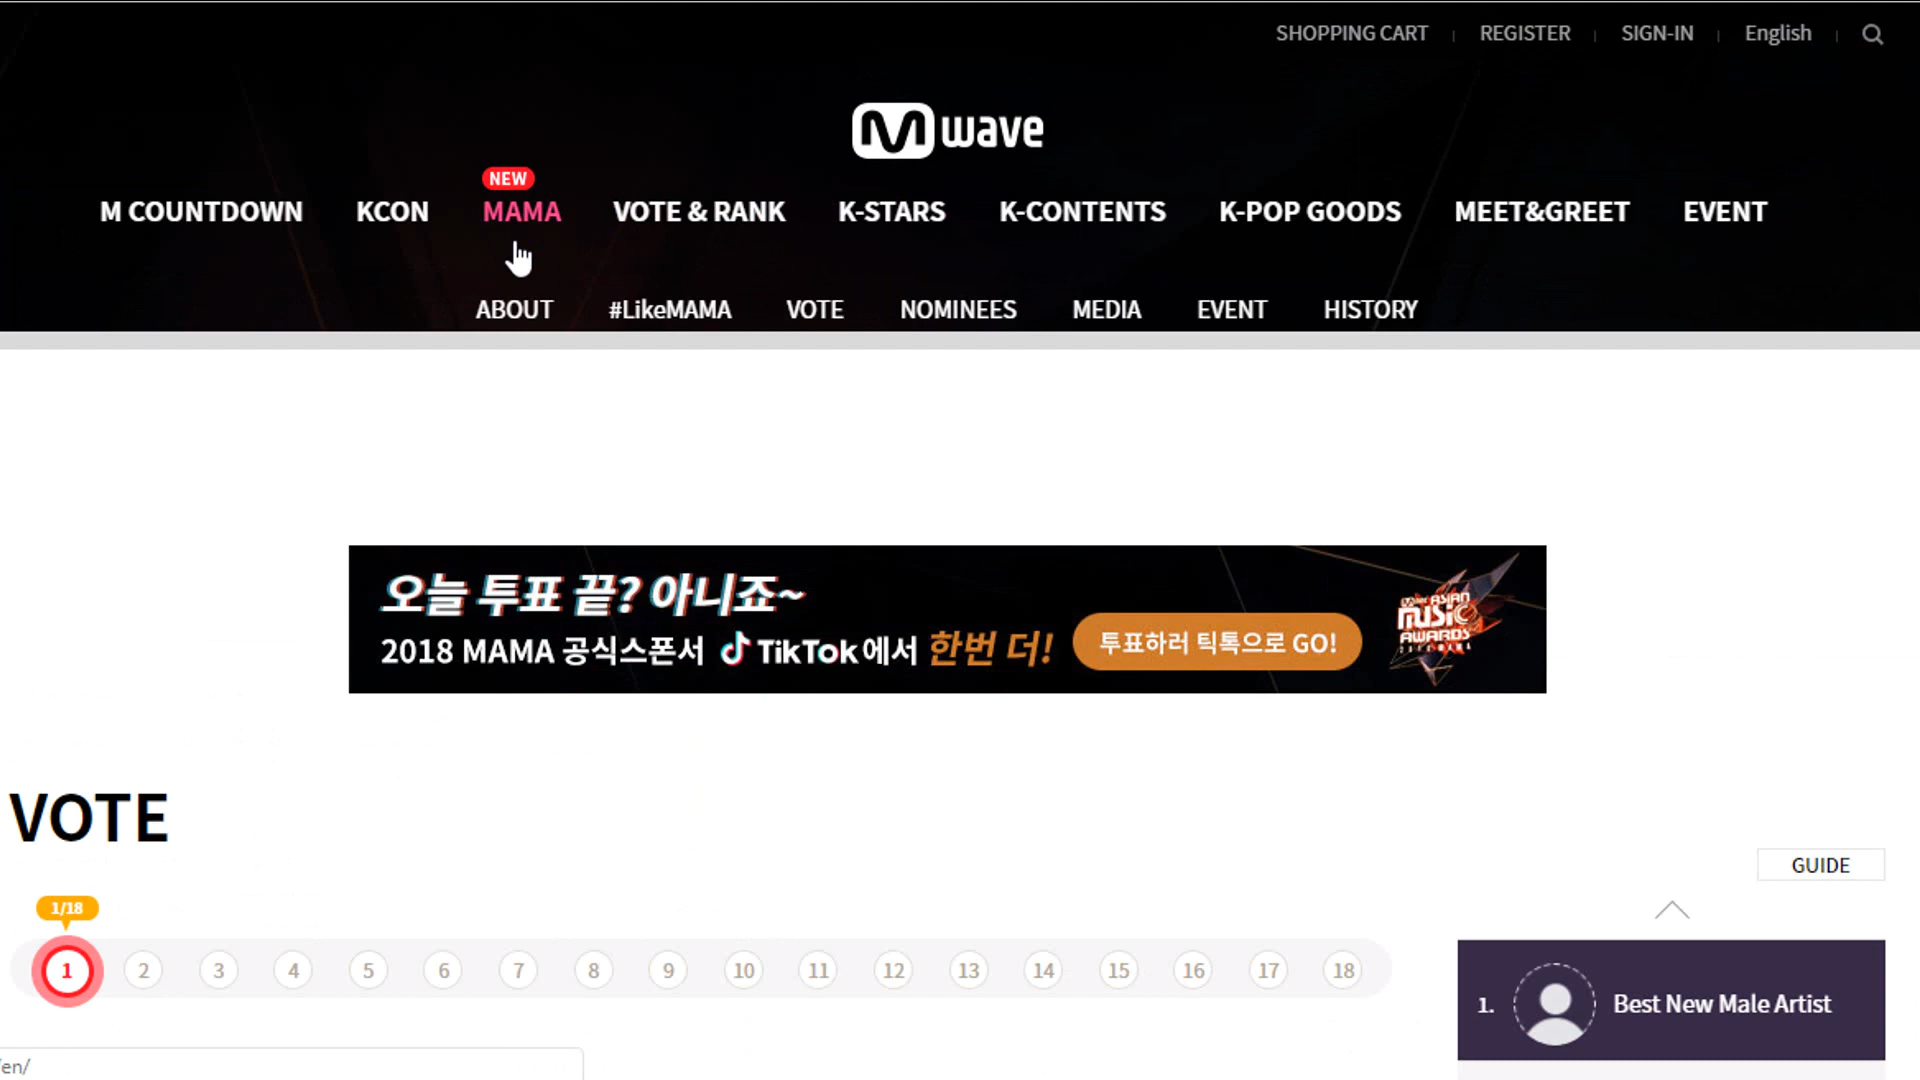 SHOPPING CART REGISTER SIGN-IN English
M wave
NEW
M COUNTDOWN KCON MAMA VOTE & RANK K-STARS K-CONTENTS K-POP GOODS MEET&GREET EVENT
ABOUT #LikeMAMA VOTE NOMINEES MEDIA EVENT HISTORY
오늘 투표 끝? 아니죠~
2018 MAMA 공식스폰서 TikTok에서 한번 더!
투표하러 틱톡으로 GO!
ASIAN
MUSIC
AWARDS
VOTE
GUIDE
1/18
1 2 3 4 5 6 7 8 9 10 11 12 13 14 15 16 17 18
1. Best New Male Artist
/en/